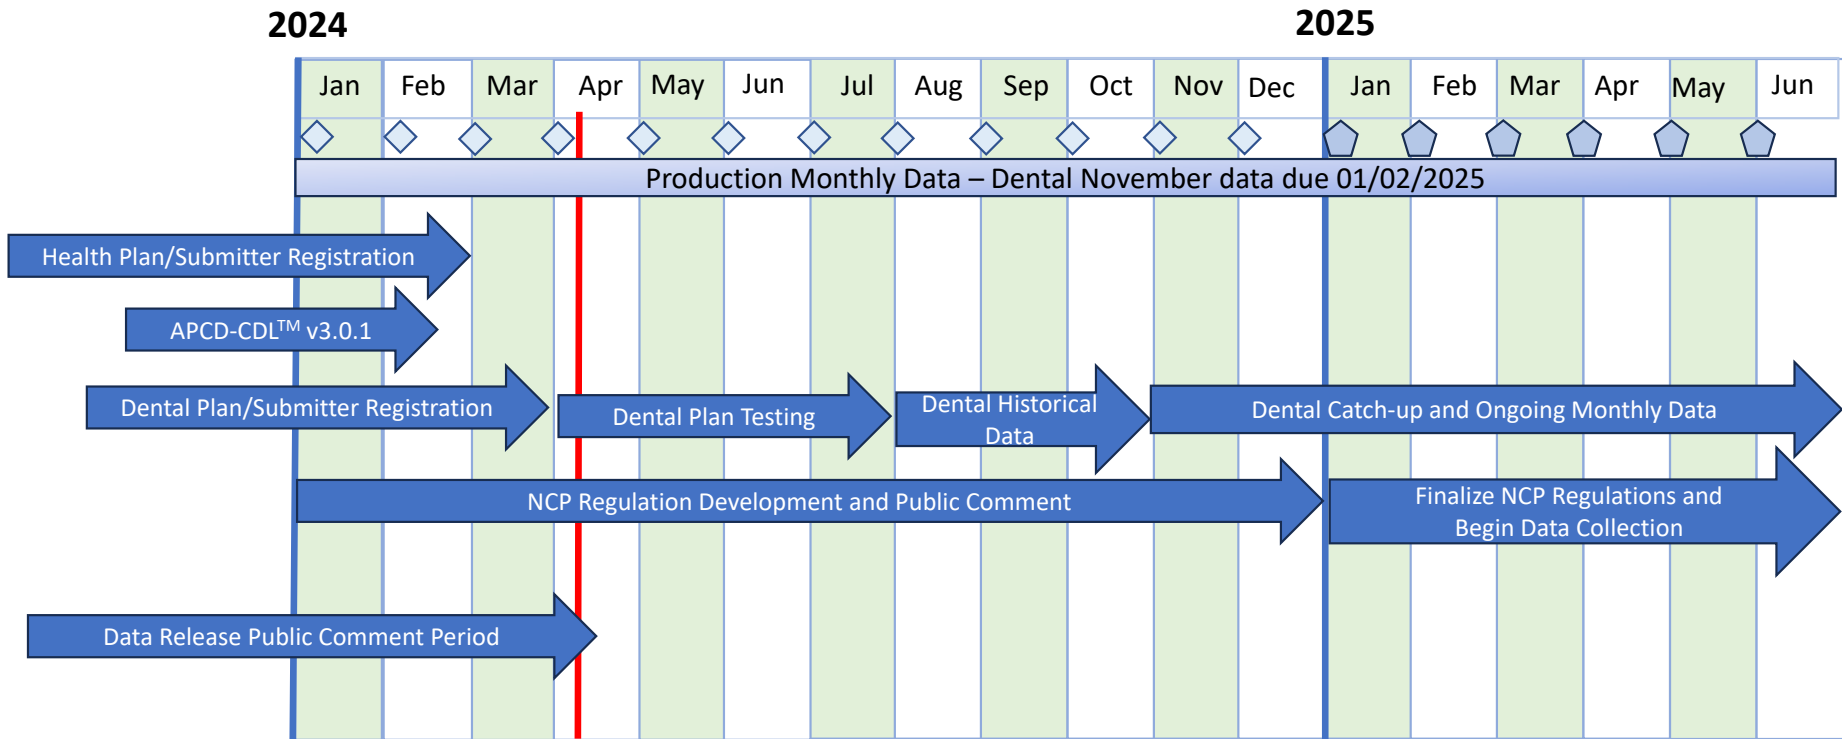 2024
2025
Jan Feb Mar Apr May Jun Jul Aug Sep Oct Nov Dec Jan Feb Mar Apr May Jun
Production Monthly Data – Dental November data due 01/02/2025
Health Plan/Submitter Registration
APCD-CDL™ v3.0.1
Dental Plan/Submitter Registration
Dental Plan Testing
Dental Historical
Data
Dental Catch-up and Ongoing Monthly Data
NCP Regulation Development and Public Comment
Finalize NCP Regulations and
Begin Data Collection
Data Release Public Comment Period